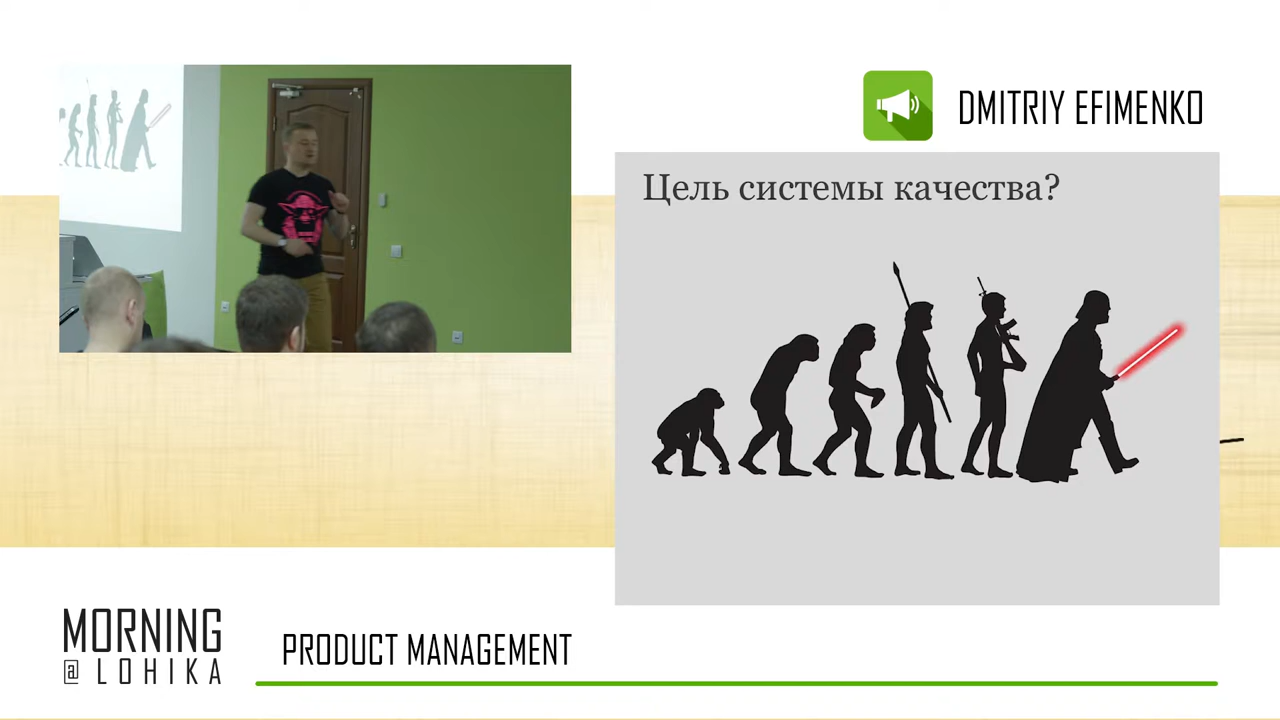 DMITRIY EFIMENKO
Цель системы качества?
MORNING
@ LOHIKA
PRODUCT MANAGEMENT